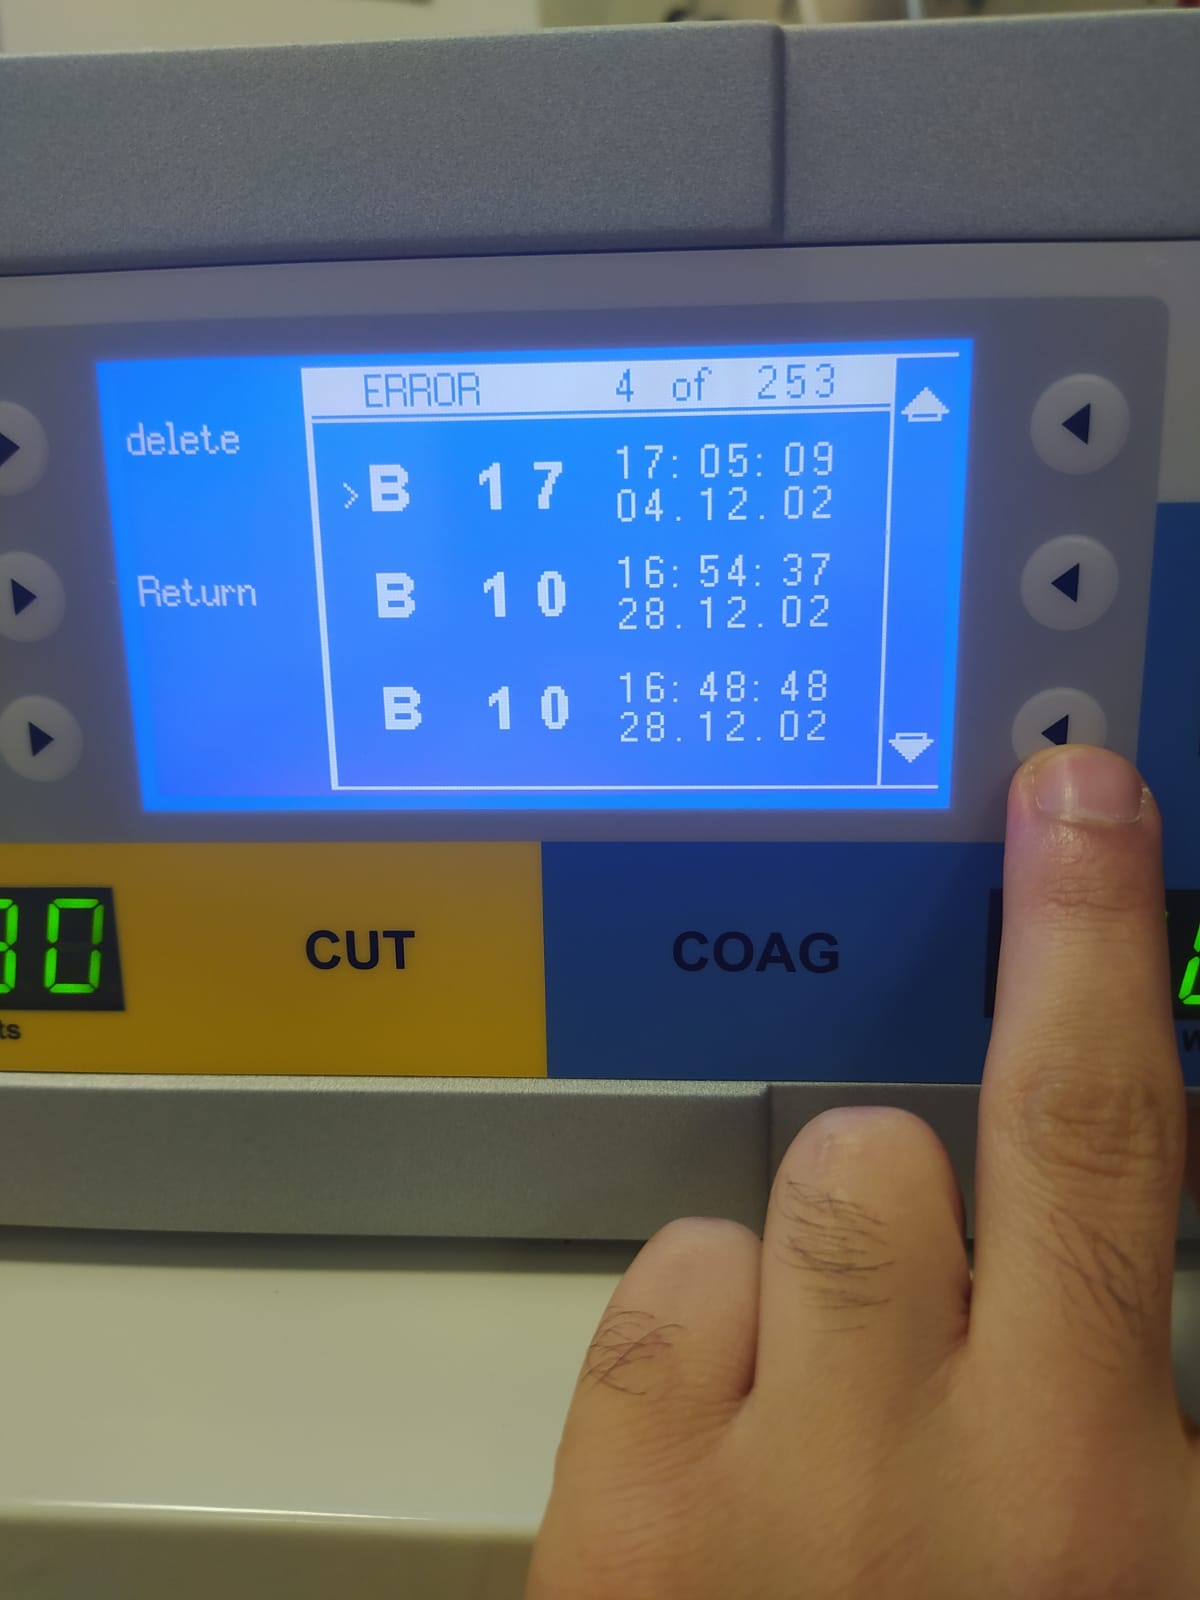 ERROR 4 of 253
delete
>B 17 17:05:09
04.12.02
Return
B 10 16:54:37
28.12.02
B 10 16:48:48
28.12.02
CUT
COAG